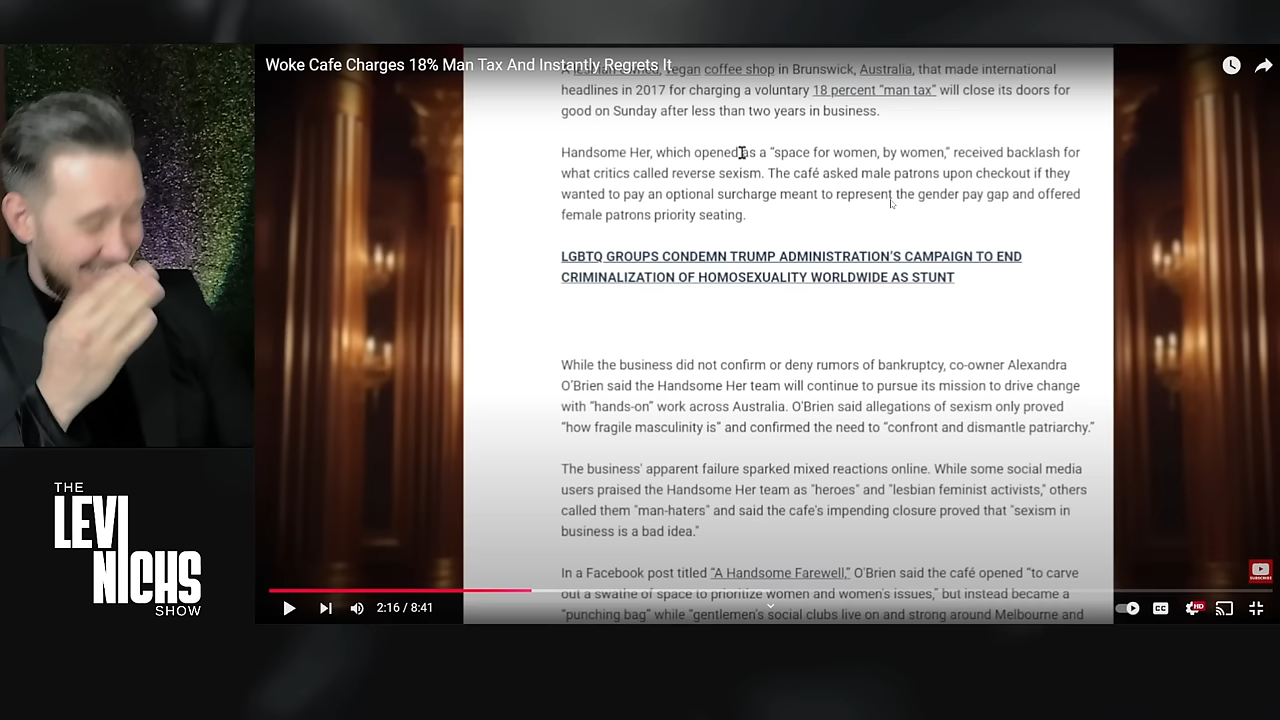 Woke Cafe Charges 18% Man Tax And Instantly Regrets It
vegan coffee shop in Brunswick, Australia, that made international
headlines in 2017 for charging a voluntary 18 percent “man tax” will close its doors for
good on Sunday after less than two years in business.
Handsome Her, which opened as a “space for women, by women,” received backlash for
what critics called reverse sexism. The café asked male patrons upon checkout if they
wanted to pay an optional surcharge meant to represent the gender pay gap and offered
female patrons priority seating.
LGBTQ GROUPS CONDEMN TRUMP ADMINISTRATION’S CAMPAIGN TO END
CRIMINALIZATION OF HOMOSEXUALITY WORLDWIDE AS STUNT
While the business did not confirm or deny rumors of bankruptcy, co-owner Alexandra
O’Brien said the Handsome Her team will continue to pursue its mission to drive change
with “hands-on” work across Australia. O’Brien said allegations of sexism only proved
“how fragile masculinity is” and confirmed the need to “confront and dismantle patriarchy.”
The business' apparent failure sparked mixed reactions online. While some social media
users praised the Handsome Her team as "heroes" and "lesbian feminist activists," others
called them "man-haters" and said the cafe's impending closure proved that "sexism in
business is a bad idea."
In a Facebook post titled “A Handsome Farewell,” O’Brien said the café opened “to carve
out a swathe of space to prioritize women and women’s issues,” but instead became a
“punching bag” while “gentlemen’s social clubs live on and strong around Melbourne and
THE
LEVI
NICHS
SHOW
2:16 / 8:41
CC
HD
SUBSCRIBE